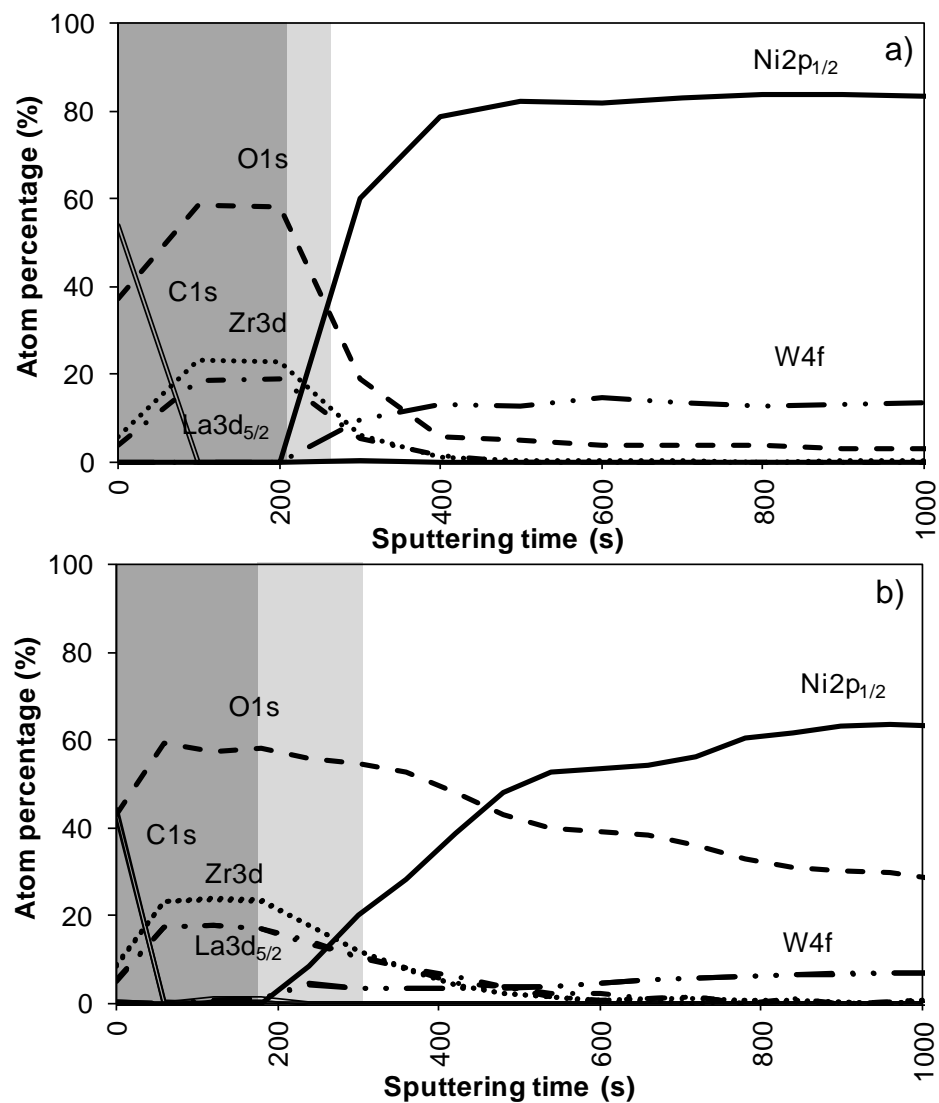 100
a)
Ni2p1/2
80
O1s
60
C1s
40
Zr3d
W4f
20
La3d5/2
0
Atom percentage (%)
0
200
400
600
800
1000
Sputtering time (s)
100
b)
80
Ni2p1/2
O1s
60
C1s
40
Zr3d
La3d5/2
W4f
20
0
Atom percentage (%)
0
200
400
600
800
1000
Sputtering time (s)